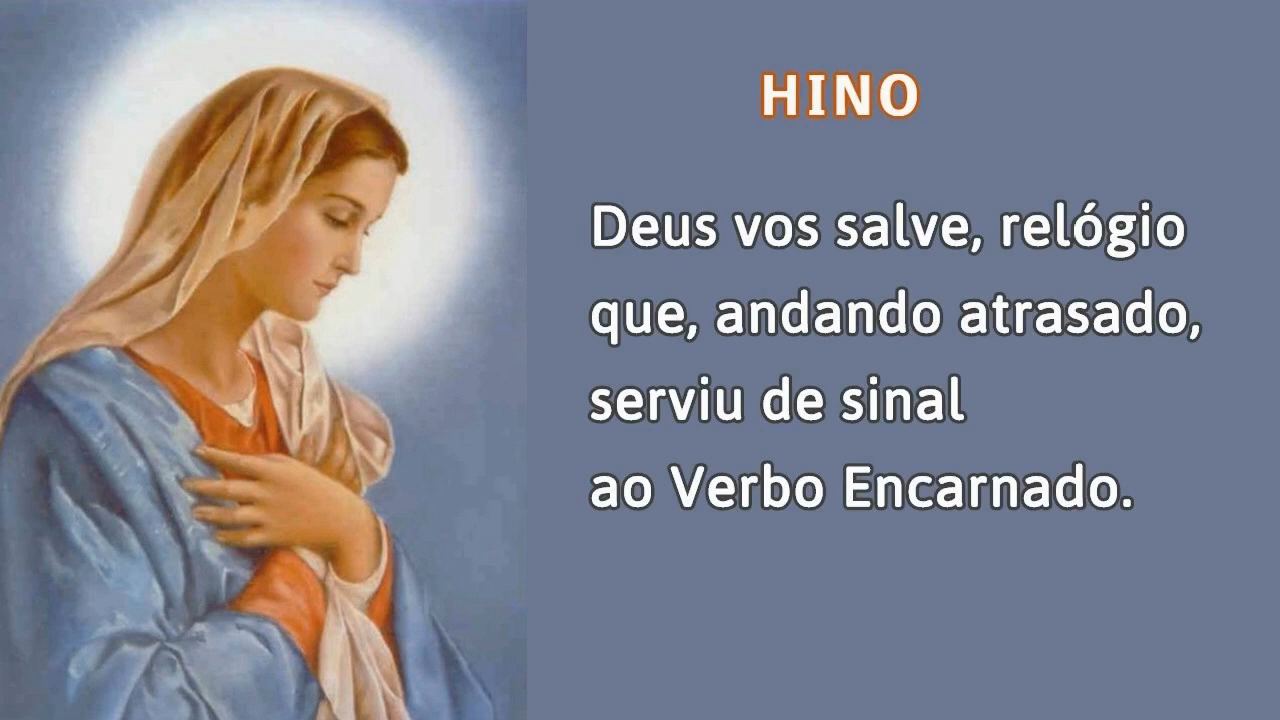 HINO
Deus vos salve, relógio
que, andando atrasado,
serviu de sinal
ao Verbo Encarnado.